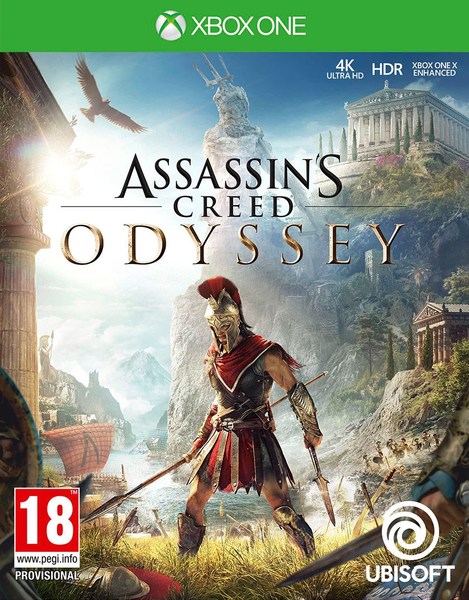 XBOX ONE
4K
ULTRA HD
HDR
XBOX ONE X
ENHANCED
ASSASSIN'S
CREED
ODYSSEY
18
www.pegi.info
PROVISIONAL
UBISOFT